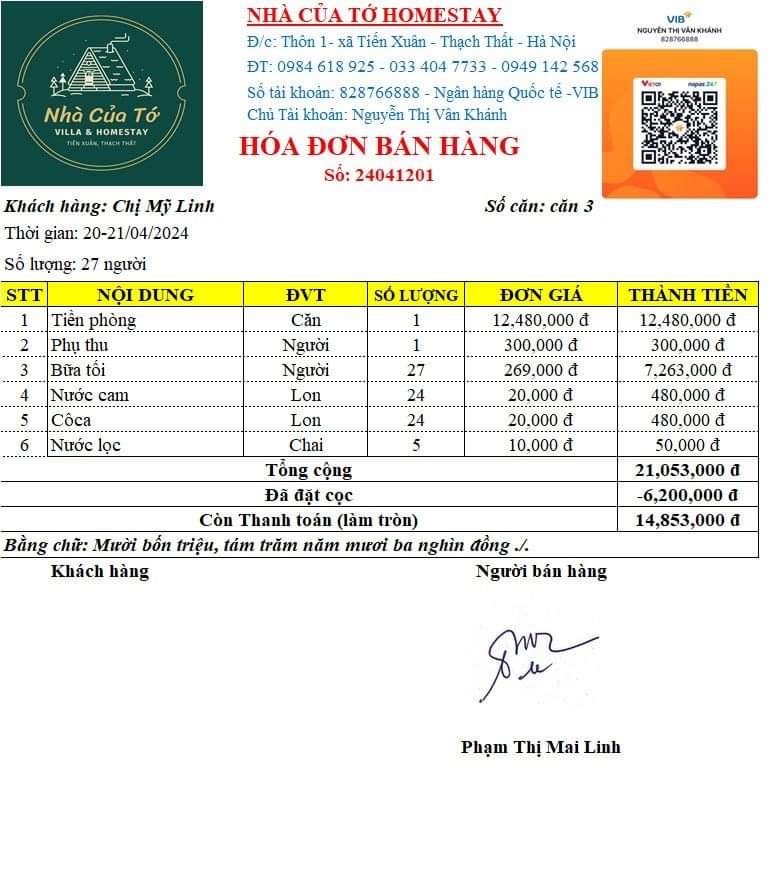 Nhà Của Tớ
VILLA & HOMESTAY
TIẾN XUÂN, THẠCH THẤT
NHÀ CỦA TỚ HOMESTAY
Đ/c: Thôn 1- xã Tiến Xuân - Thạch Thất - Hà Nội
ĐT: 0984 618 925 - 033 404 7733 - 0949 142 568
Số tài khoản: 828766888 - Ngân hàng Quốc tế -VIB
Chủ Tài khoản: Nguyễn Thị Vân Khánh
VIB
NGUYỄN THỊ VÂN KHÁNH
828766888
VIETQR napas 247
HÓA ĐƠN BÁN HÀNG
Số: 24041201
Khách hàng: Chị Mỹ Linh Số căn: căn 3
Thời gian: 20-21/04/2024
Số lượng: 27 người
STT NỘI DUNG ĐVT SỐ LƯỢNG ĐƠN GIÁ THÀNH TIỀN
1 Tiền phòng Căn 1 12,480,000 đ 12,480,000 đ
2 Phụ thu Người 1 300,000 đ 300,000 đ
3 Bữa tối Người 27 269,000 đ 7,263,000 đ
4 Nước cam Lon 24 20,000 đ 480,000 đ
5 Côca Lon 24 20,000 đ 480,000 đ
6 Nước lọc Chai 5 10,000 đ 50,000 đ
Tổng cộng 21,053,000 đ
Đã đặt cọc -6,200,000 đ
Còn Thanh toán (làm tròn) 14,853,000 đ
Bằng chữ: Mười bốn triệu, tám trăm năm mươi ba nghìn đồng ./.
Khách hàng Người bán hàng
Phạm Thị Mai Linh